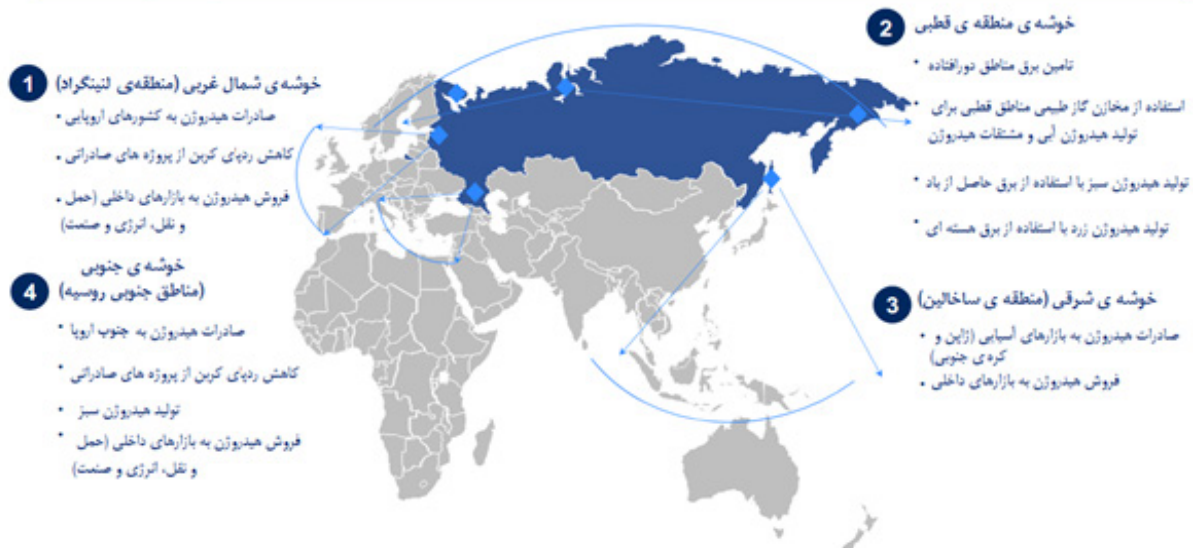 1
خوشه ی شمال غربی (منطقه‌ی لنینگراد)
صادرات هیدروژن به کشورهای اروپایی
کاهش ردپای کربن از پروژه های صادراتی
فروش هیدروژن به بازارهای داخلی (حمل
و نقل، انرژی و صنعت)
2
خوشه ی منطقه ی قطبی
تامین برق مناطق دورافتاده
استفاده از مخازن گاز طبیعی مناطق قطبی برای
تولید هیدروژن آبی و مشتقات هیدروژن
تولید هیدروژن سبز با استفاده از برق حاصل از باد
تولید هیدروژن زرد با استفاده از برق هسته ای
3
خوشه ی شرقی (منطقه ی ساخالین)
صادرات هیدروژن به بازارهای آسیایی (ژاپن و
کره‌ی جنوبی)
فروش هیدروژن به بازارهای داخلی
4
خوشه ی جنوبی
(مناطق جنوبی روسیه)
صادرات هیدروژن به جنوب اروپا
کاهش ردپای کربن از پروژه های صادراتی
تولید هیدروژن سبز
فروش هیدروژن به بازارهای داخلی (حمل
و نقل، انرژی و صنعت)